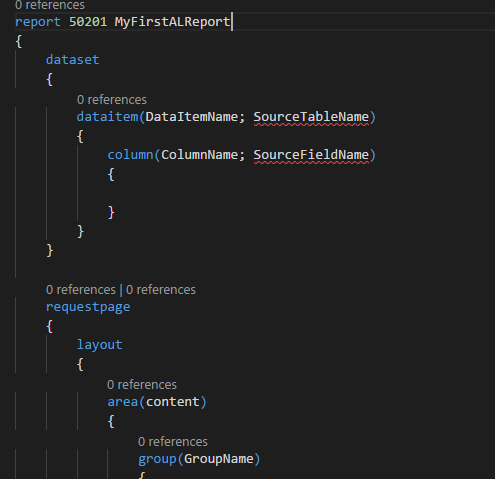 0 references
report 50201 MyFirstALReport
{
dataset
{
0 references
dataitem(DataItemName; SourceTableName)
{
column(ColumnName; SourceFieldName)
{
}
}
}
0 references | 0 references
requestpage
{
layout
{
0 references
area(content)
{
0 references
group(GroupName)
{